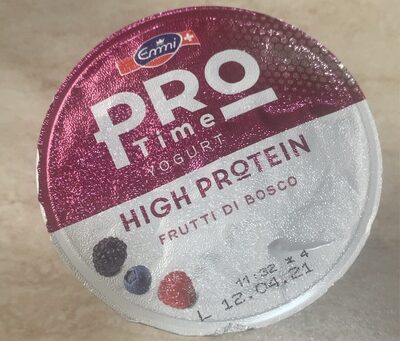 Emmi
PRO
Time
YOGURT
HIGH PROTEIN
FRUTTI DI BOSCO
11:32 x 4
L 12.04.21